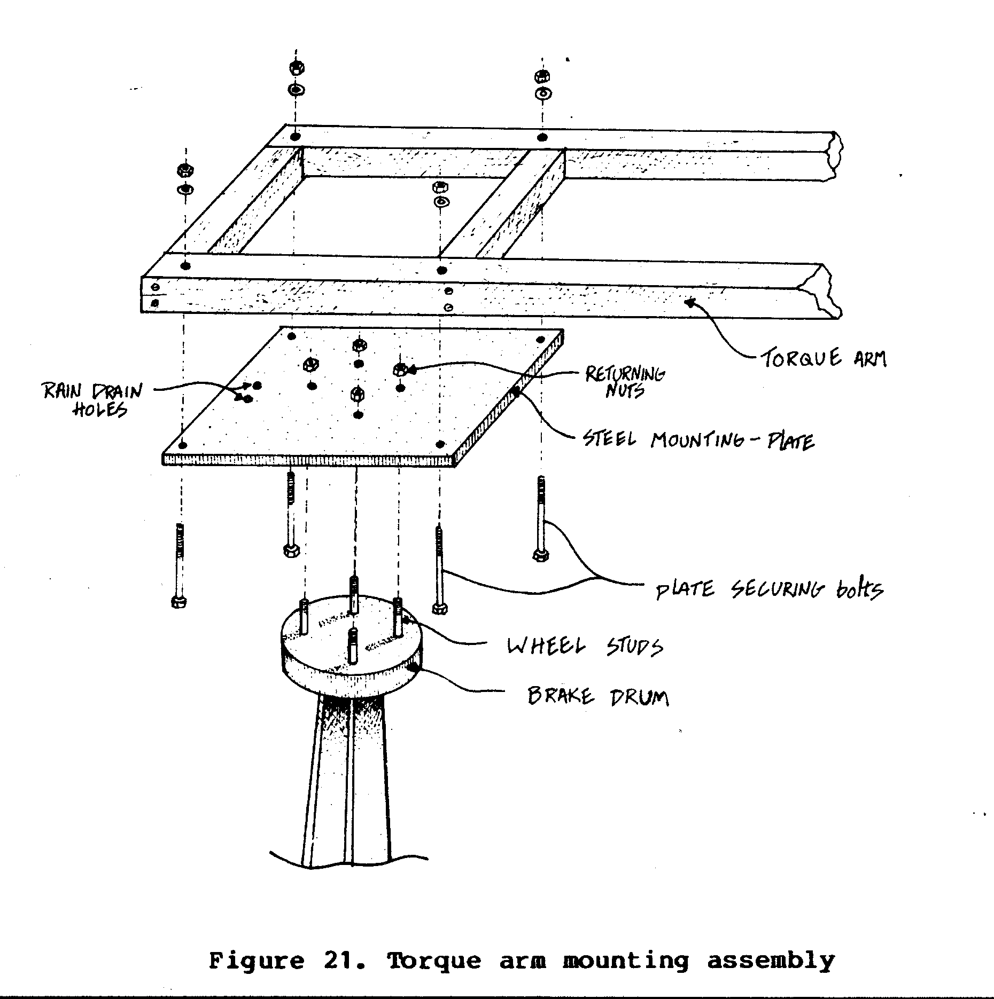 TORQUE ARM
RETURNING
NUTS
RAIN DRAIN
HOLES
STEEL MOUNTING-PLATE
PLATE SECURING bolts
WHEEL STUDS
BRAKE DRUM
Figure 21. Torque arm mounting assembly